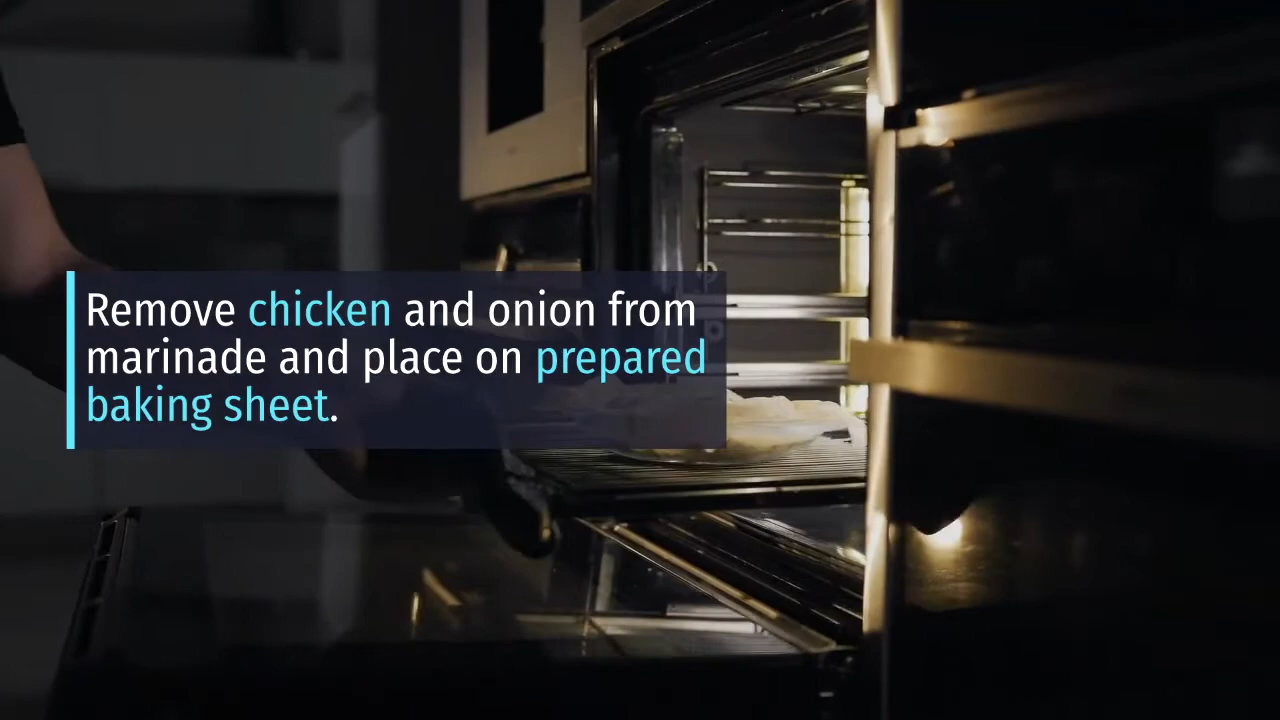 Remove chicken and onion from
marinade and place on prepared
baking sheet.